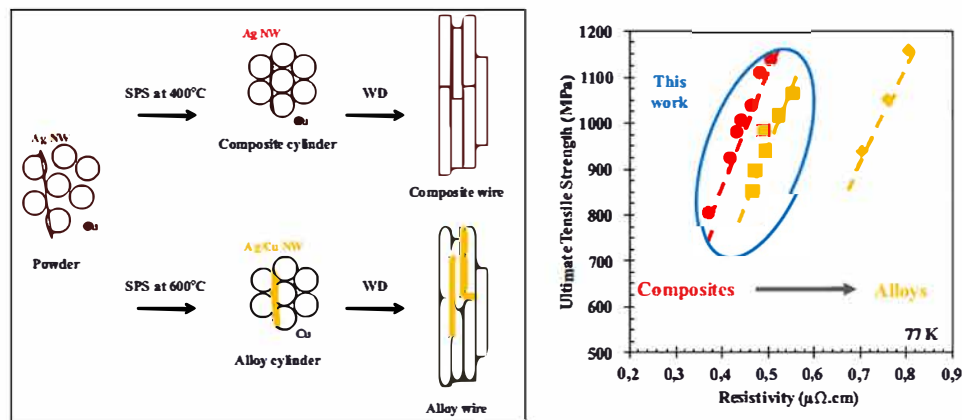 Ag NW
SPS at 400°C
WD
Cu
Composite cylinder
Composite wire
Ag NW
Powder
Ag/Cu NW
SPS at 600°C
WD
Cu
Alloy cylinder
Alloy wire
Ultimate Tensile Strength (MPa)
1200
1100
1000
900
800
700
600
500
This
work
Composites
Alloys
77 K
0,2
0,3
0,4
0,5
0,6
0,7
0,8
0,9
Resistivity (μΩ.cm)